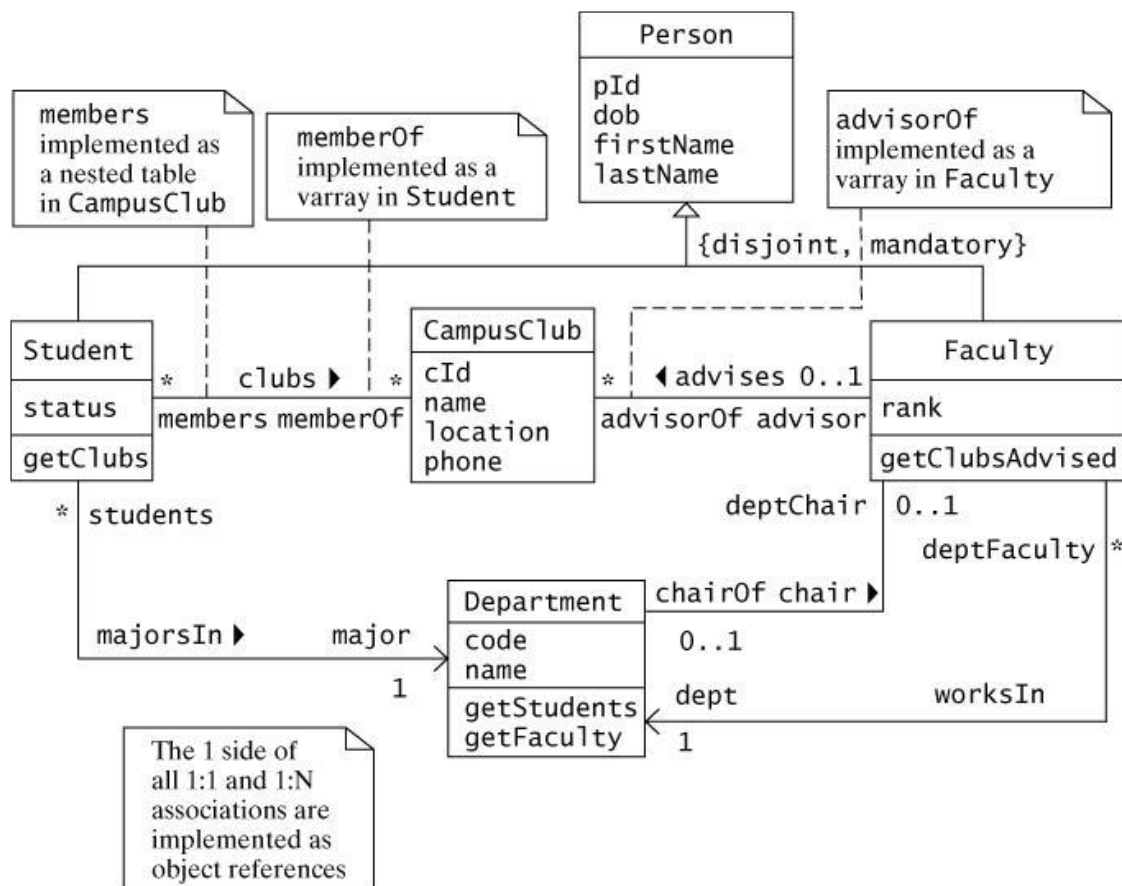 Person
pId
dob
firstName
lastName
members
implemented as
a nested table
in CampusClub
memberOf
implemented as a
varray in Student
advisorOf
implemented as a
varray in Faculty
{disjoint, mandatory}
Student
status
getClubs
* clubs ▶ *
members memberOf
CampusClub
cId
name
location
phone
* ◀ advises 0..1
advisorOf advisor
Faculty
rank
getClubsAdvised
* students
deptChair 0..1
deptFaculty *
majorsIn ▶ major
1
Department
code
name
getStudents
getFaculty
chairOf chair ▶
0..1
dept worksIn
1
The 1 side of
all 1:1 and 1:N
associations are
implemented as
object references